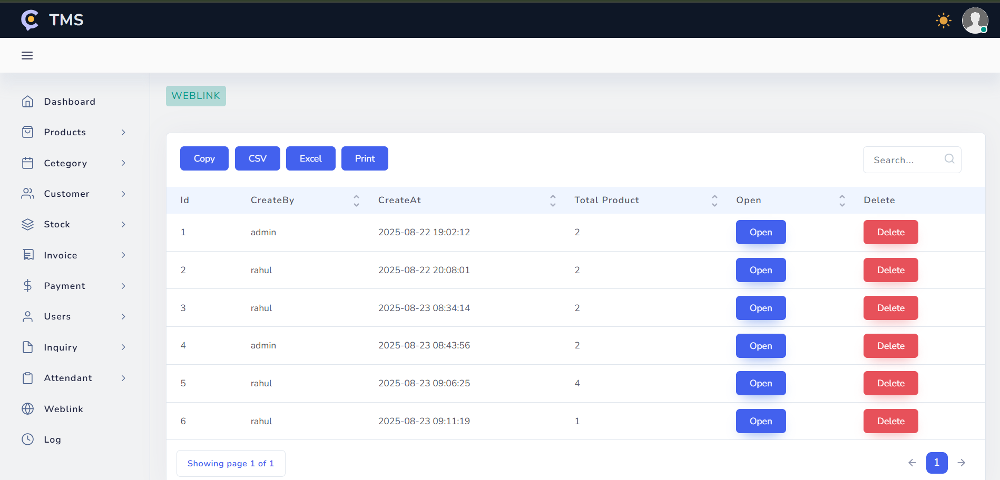 TMS
Dashboard
Products
Cetegory
Customer
Stock
Invoice
Payment
Users
Inquiry
Attendant
Weblink
Log
WEBLINK
Copy CSV Excel Print Search...
Id CreateBy CreateAt Total Product Open Delete
1 admin 2025-08-22 19:02:12 2 Open Delete
2 rahul 2025-08-22 20:08:01 2 Open Delete
3 rahul 2025-08-23 08:34:14 2 Open Delete
4 admin 2025-08-23 08:43:56 2 Open Delete
5 rahul 2025-08-23 09:06:25 4 Open Delete
6 rahul 2025-08-23 09:11:19 1 Open Delete
Showing page 1 of 1 1